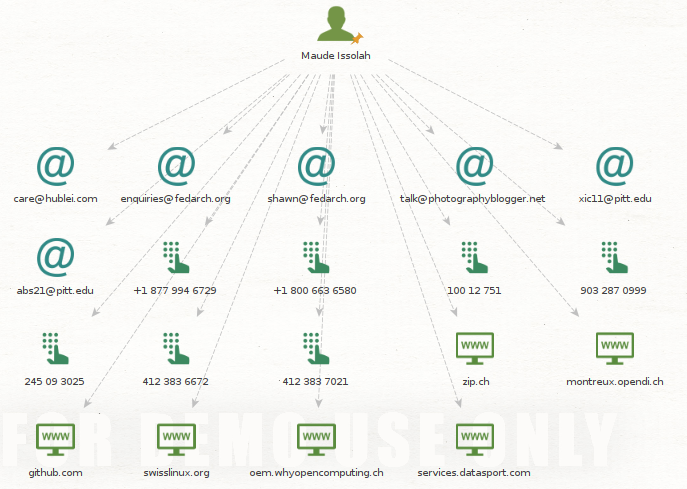 Maude Issolah
care@hublei.com
enquiries@fedarch.org
shawn@fedarch.org
talk@photographyblogger.net
xic11@pitt.edu
abs21@pitt.edu
+1 877 994 6729
+1 800 663 6580
100 12 751
903 287 0999
245 09 3025
412 383 6672
412 383 7021
zip.ch
montreux.opendi.ch
FOR DEMO USE ONLY
WWW
WWW
WWW
WWW
WWW
WWW
github.com
swisslinux.org
oem.whyopencomputing.ch
services.datasport.com